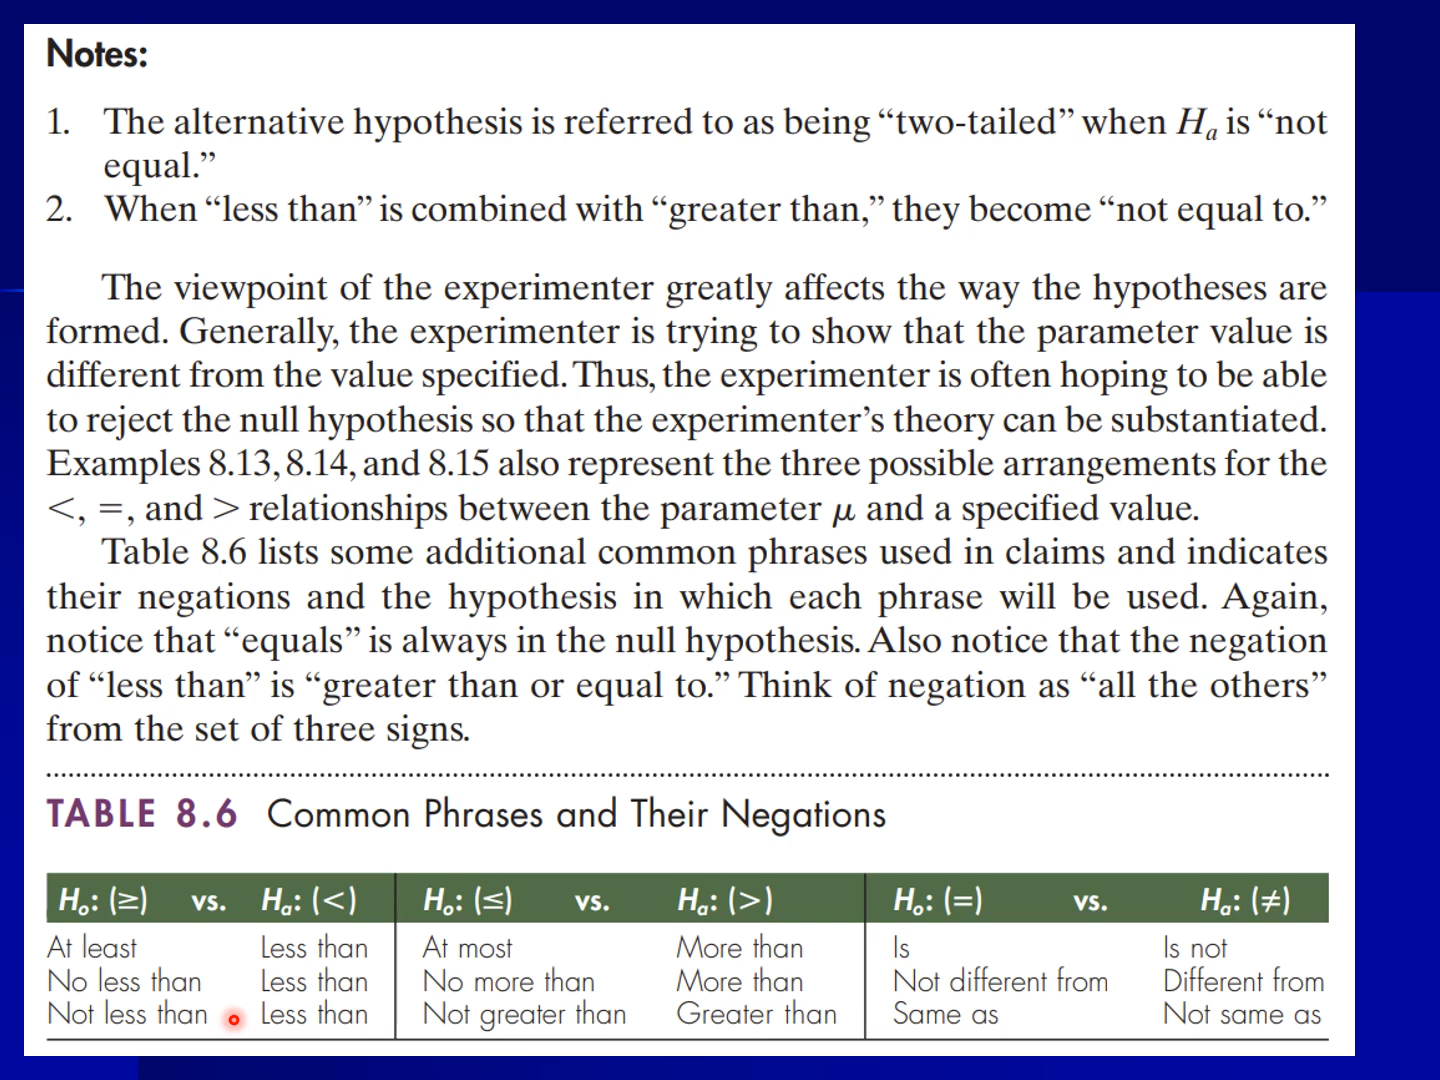 Notes:
1. The alternative hypothesis is referred to as being “two-tailed” when Hₐ is “not
equal.”
2. When “less than” is combined with “greater than,” they become “not equal to.”
The viewpoint of the experimenter greatly affects the way the hypotheses are
formed. Generally, the experimenter is trying to show that the parameter value is
different from the value specified. Thus, the experimenter is often hoping to be able
to reject the null hypothesis so that the experimenter’s theory can be substantiated.
Examples 8.13, 8.14, and 8.15 also represent the three possible arrangements for the
<, =, and > relationships between the parameter μ and a specified value.
Table 8.6 lists some additional common phrases used in claims and indicates
their negations and the hypothesis in which each phrase will be used. Again,
notice that “equals” is always in the null hypothesis. Also notice that the negation
of “less than” is “greater than or equal to.” Think of negation as “all the others”
from the set of three signs.
TABLE 8.6 Common Phrases and Their Negations
Hₒ: (≥) vs. Hₐ: (<) Hₒ: (≤) vs. Hₐ: (>) Hₒ: (=) vs. Hₐ: (≠)
At least Less than At most More than Is Is not
No less than Less than No more than More than Not different from Different from
Not less than Less than Not greater than Greater than Same as Not same as